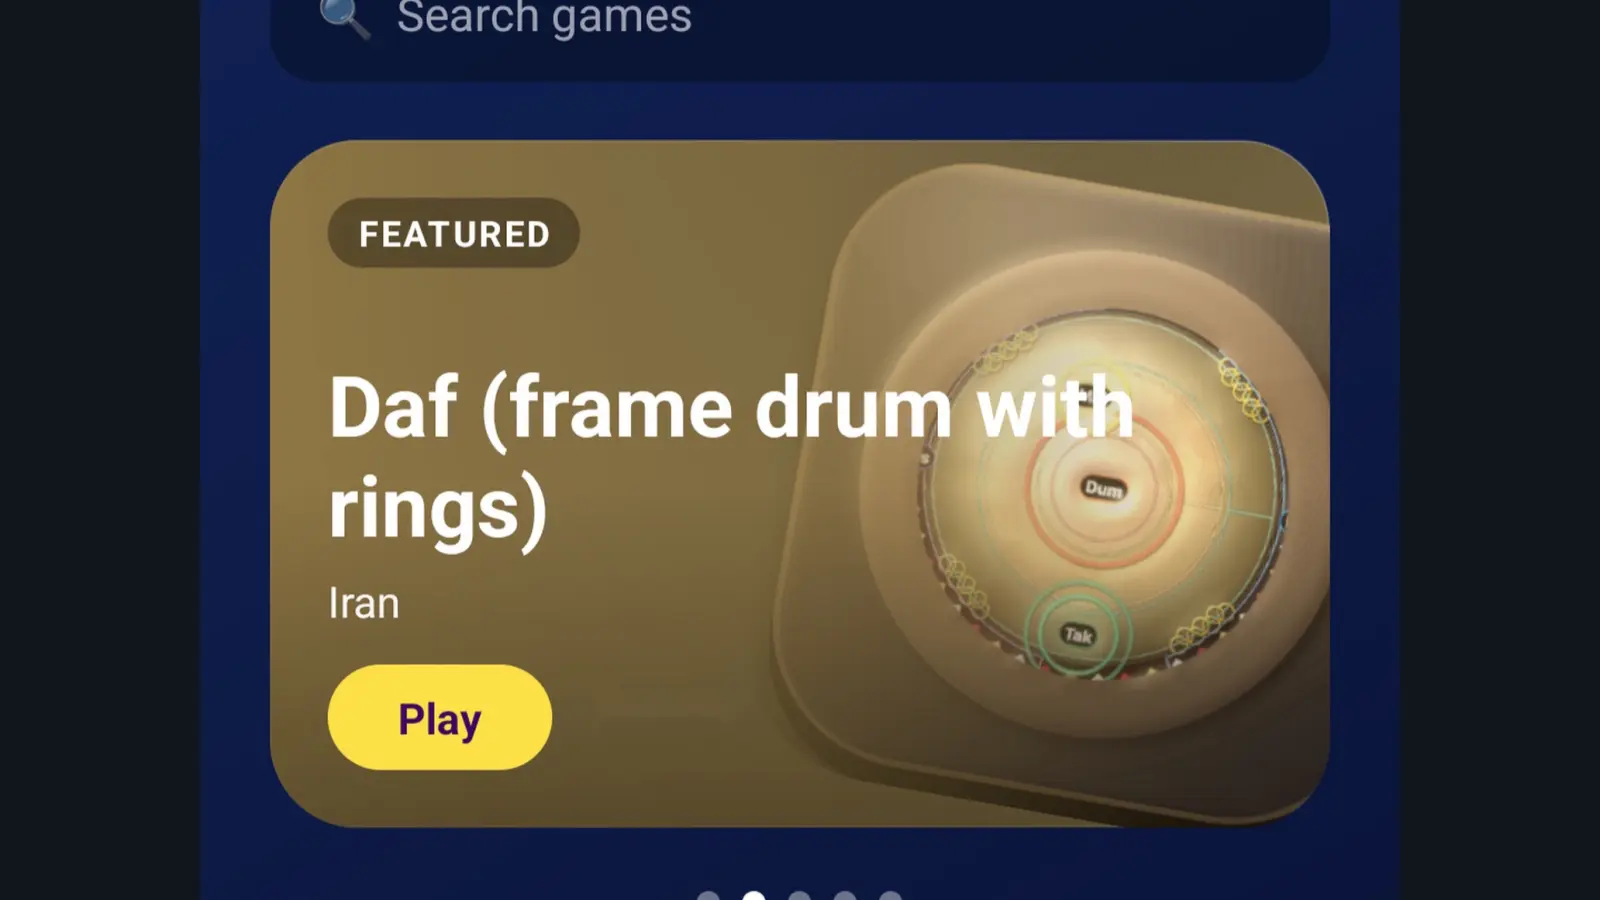 Search games
FEATURED
Daf (frame drum with
rings)
Iran
Play
Dum
Tak